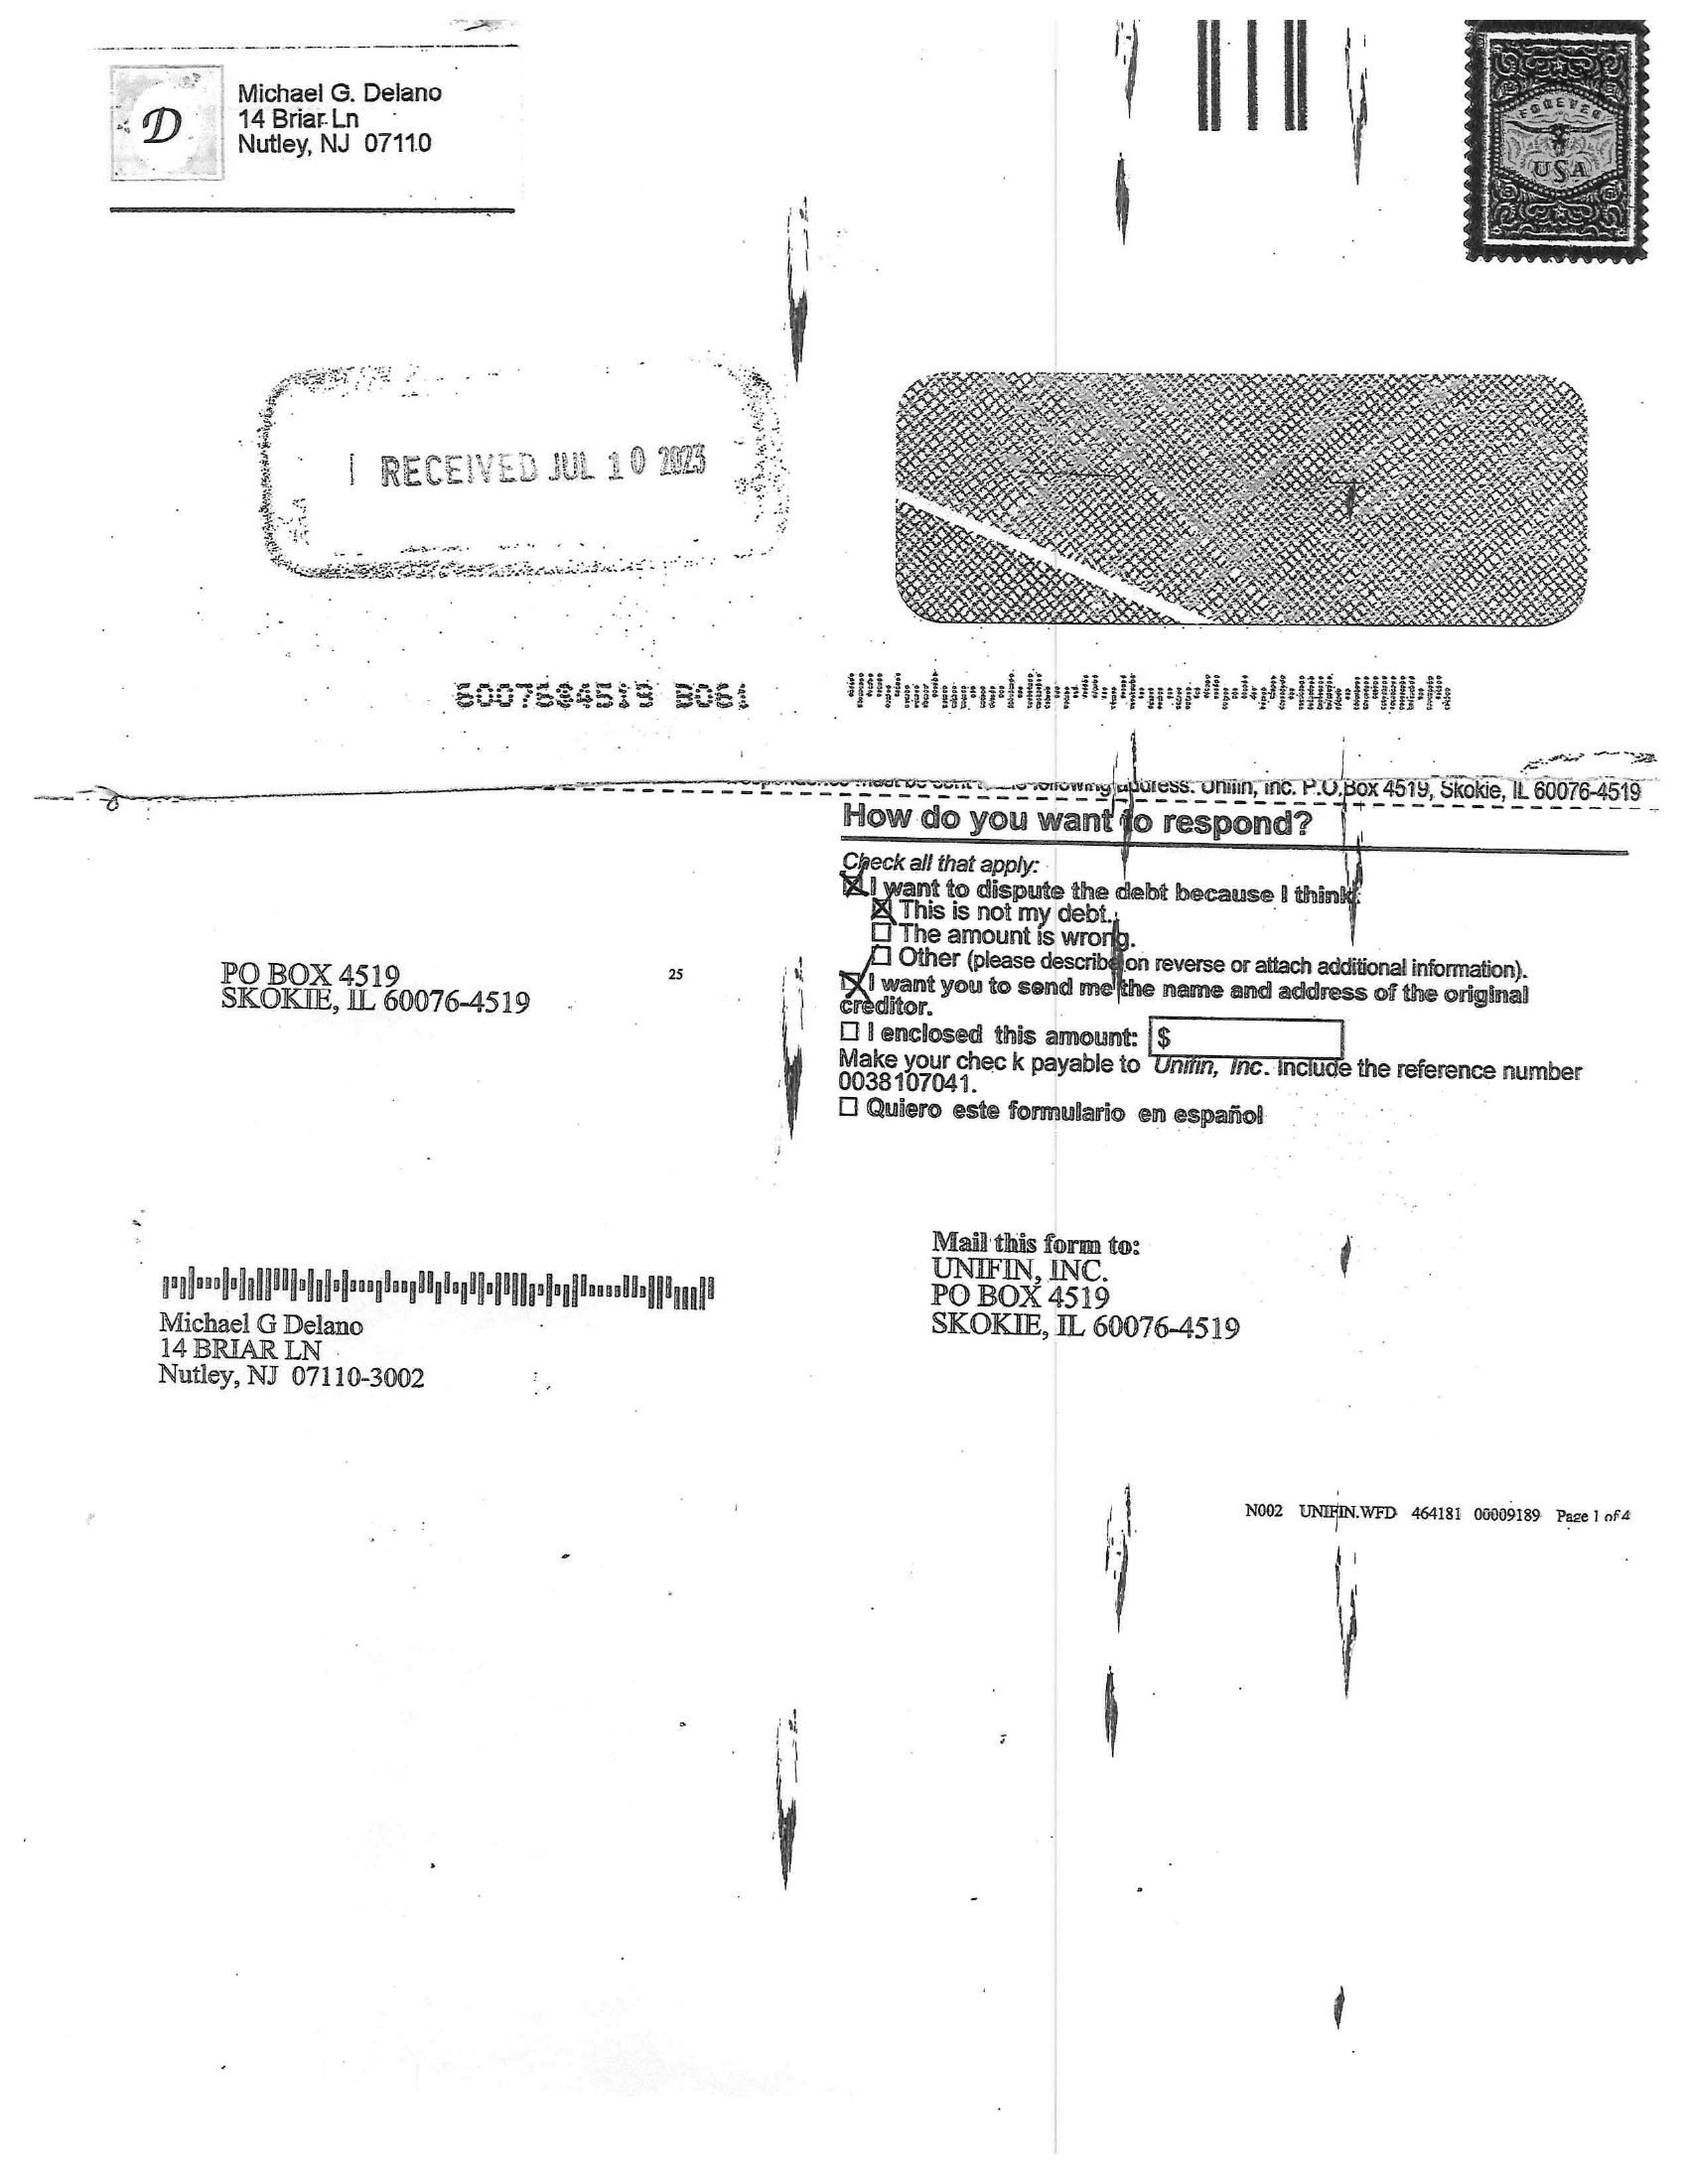 D
Michael G. Delano
14 Briar Ln
Nutley, NJ 07110
FOREVER
USA
RECEIVED JUL 10 2023
6007684519 B061
must be sent following address: Unifin, Inc. P.O.Box 4519, Skokie, IL 60076-4519
How do you want to respond?
Check all that apply:
☒ I want to dispute the debt because I think:
☒ This is not my debt.
☐ The amount is wrong.
☐ Other (please describe on reverse or attach additional information).
☒ I want you to send me the name and address of the original
creditor.
☐ I enclosed this amount: $
Make your chec k payable to Unifin, Inc. Include the reference number
0038107041.
☐ Quiero este formulario en español
PO BOX 4519
SKOKIE, IL 60076-4519
25
Michael G Delano
14 BRIAR LN
Nutley, NJ 07110-3002
Mail this form to:
UNIFIN, INC.
PO BOX 4519
SKOKIE, IL 60076-4519
N002 UNIFIN.WFD 464181 00009189 Page 1 of 4